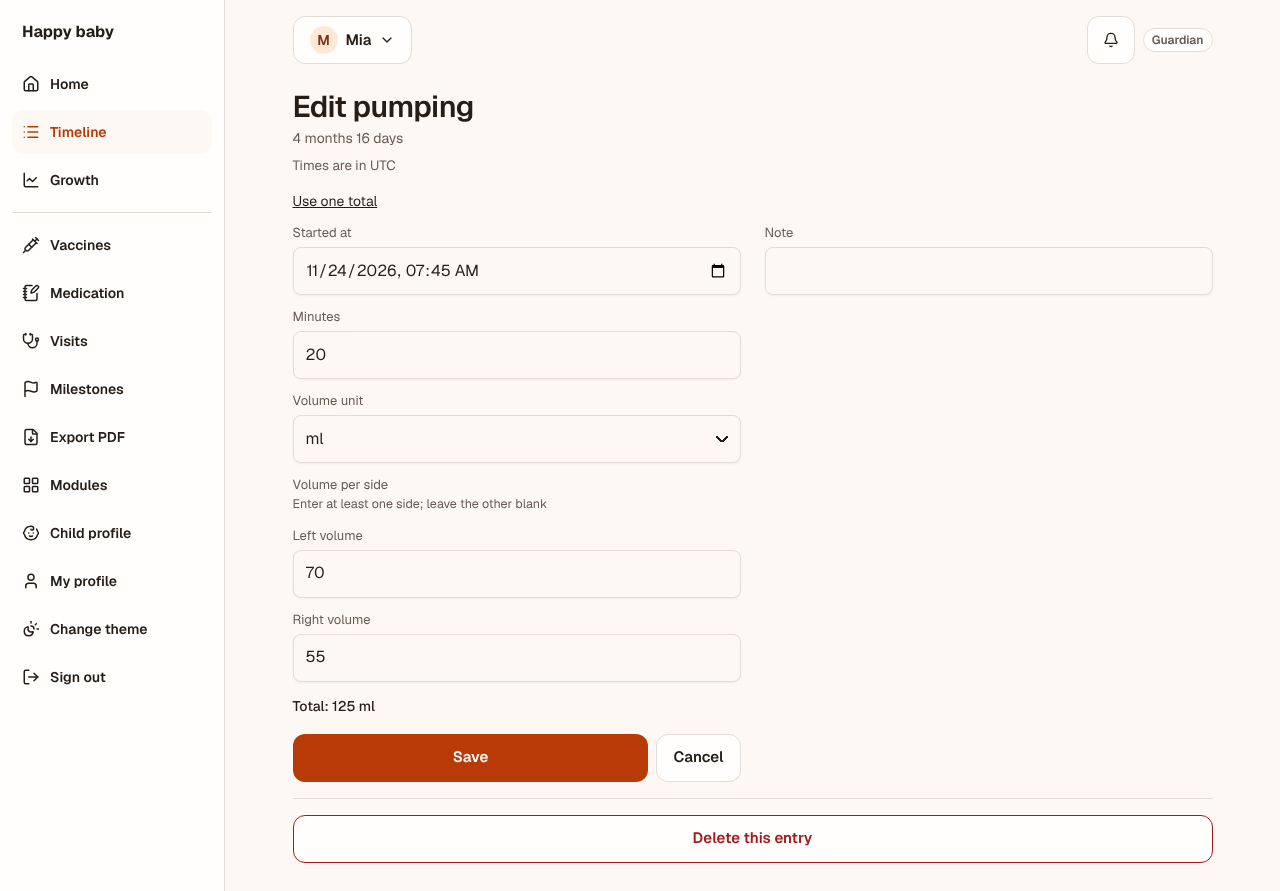 Happy baby
Home
Timeline
Growth
Vaccines
Medication
Visits
Milestones
Export PDF
Modules
Child profile
My profile
Change theme
Sign out
M Mia
Guardian
Edit pumping
4 months 16 days
Times are in UTC
Use one total
Started at
11/24/2026, 07:45 AM
Note
Minutes
20
Volume unit
ml
Volume per side
Enter at least one side; leave the other blank
Left volume
70
Right volume
55
Total: 125 ml
Save
Cancel
Delete this entry